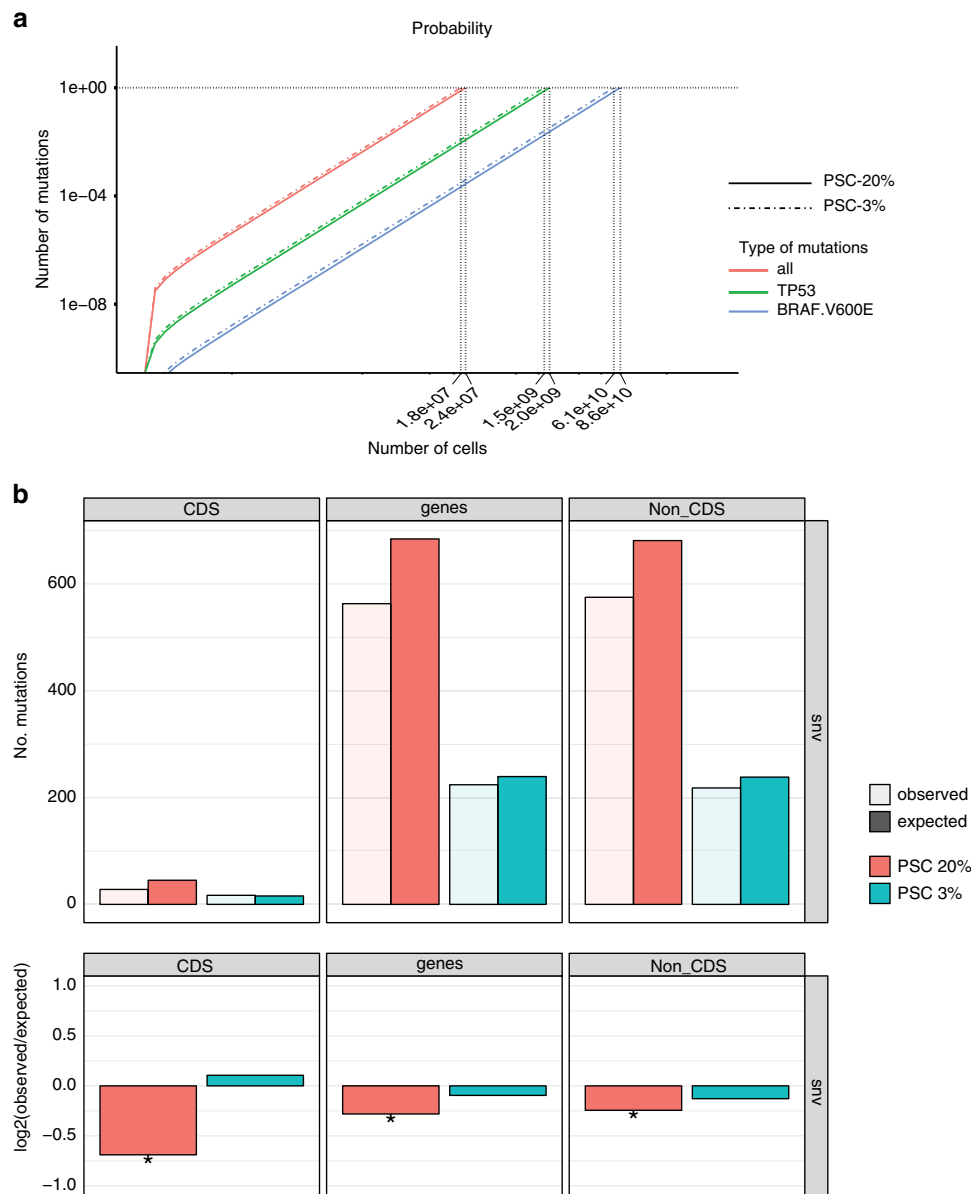 a
Probability
Number of mutations
1e+00
1e−04
1e−08
1.8e+07
2.4e+07
1.5e+09
2.0e+09
6.1e+10
8.6e+10
Number of cells
PSC-20%
PSC-3%
Type of mutations
all
TP53
BRAF.V600E
b
CDS
genes
Non_CDS
No. mutations
600
400
200
0
snv
observed
expected
PSC 20%
PSC 3%
CDS
genes
Non_CDS
log2(observed/expected)
1.0
0.5
0.0
−0.5
−1.0
*
*
*
snv